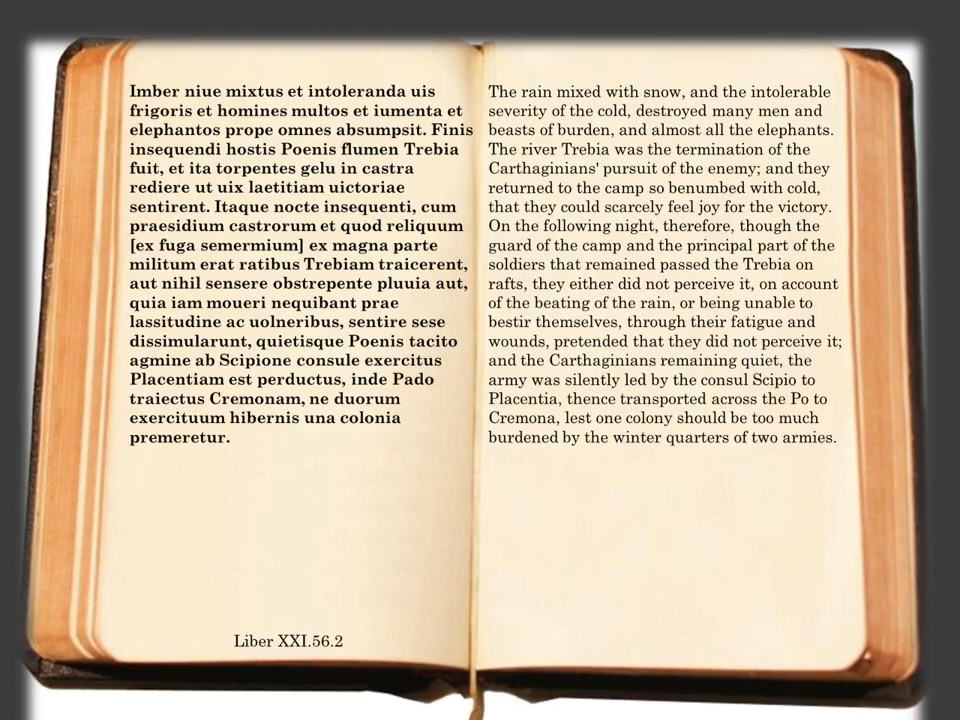 Imber niue mixtus et intoleranda uis
frigoris et homines multos et iumenta et
elephantos prope omnes absumpsit. Finis
insequendi hostis Poenis flumen Trebia
fuit, et ita torpentes gelu in castra
rediere ut uix laetitiam uictoriae
sentirent. Itaque nocte insequenti, cum
praesidium castrorum et quod reliquum
[ex fuga semermium] ex magna parte
militum erat ratibus Trebiam traicerent,
aut nihil sensere obstrepente pluuia aut,
quia iam moueri nequibant prae
lassitudine ac uolneribus, sentire sese
dissimularunt, quietisque Poenis tacito
agmine ab Scipione consule exercitus
Placentiam est perductus, inde Pado
traiectus Cremonam, ne duorum
exercituum hibernis una colonia
premeretur.
Liber XXI.56.2
The rain mixed with snow, and the intolerable
severity of the cold, destroyed many men and
beasts of burden, and almost all the elephants.
The river Trebia was the termination of the
Carthaginians' pursuit of the enemy; and they
returned to the camp so benumbed with cold,
that they could scarcely feel joy for the victory.
On the following night, therefore, though the
guard of the camp and the principal part of the
soldiers that remained passed the Trebia on
rafts, they either did not perceive it, on account
of the beating of the rain, or being unable to
bestir themselves, through their fatigue and
wounds, pretended that they did not perceive it;
and the Carthaginians remaining quiet, the
army was silently led by the consul Scipio to
Placentia, thence transported across the Po to
Cremona, lest one colony should be too much
burdened by the winter quarters of two armies.